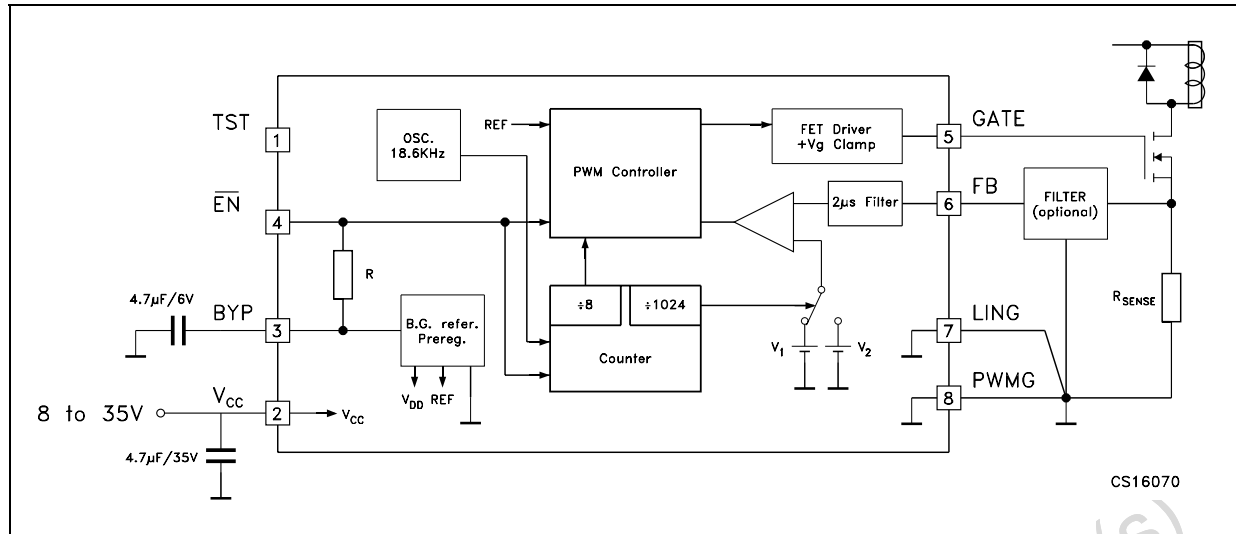 TST
1
OSC.
18.6KHz
REF
PWM Controller
FET Driver
+Vg Clamp
GATE
5
EN
4
2µs Filter
FB
6
FILTER
(optional)
R
4.7µF/6V
BYP
3
B.G. refer.
Prereg.
VDD REF
÷8
÷1024
Counter
V1
V2
LING
7
RSENSE
PWMG
8
8 to 35V
VCC
2
VCC
4.7µF/35V
CS16070
(s)